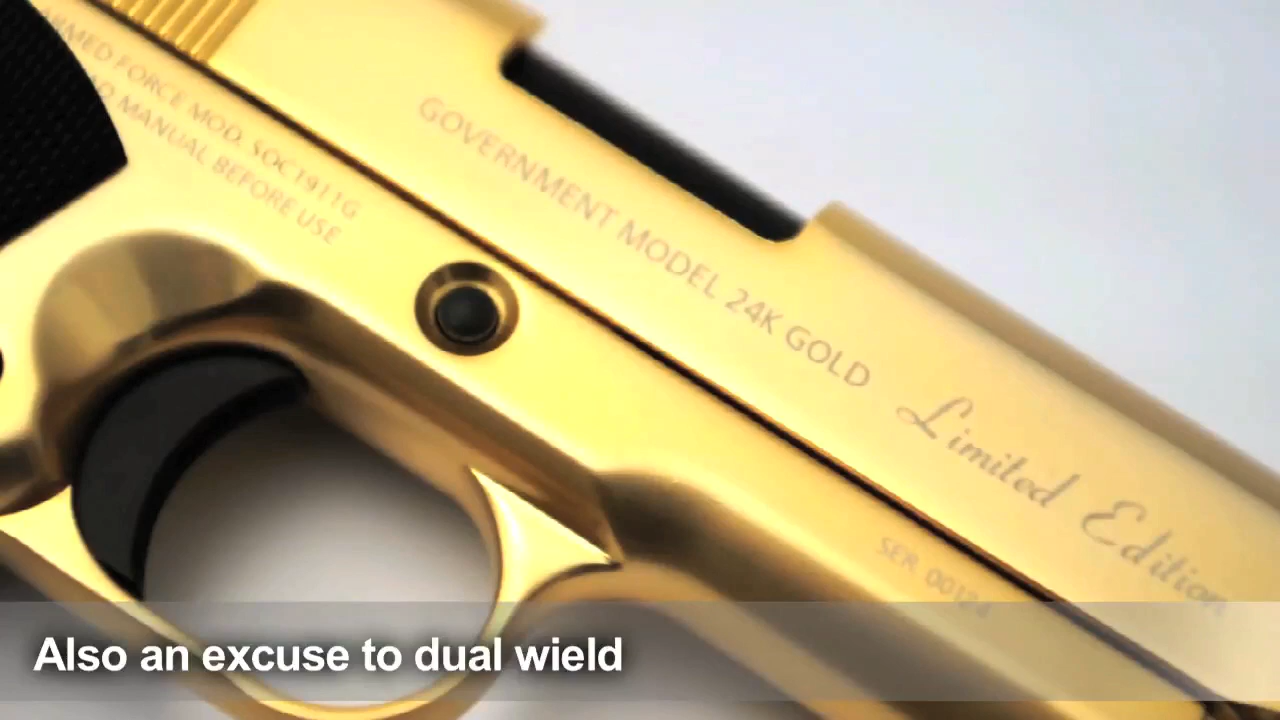 ARMED FORCE MOD. SOC1911G
READ MANUAL BEFORE USE
GOVERNMENT MODEL 24K GOLD
Limited Edition
SER.
Also an excuse to dual wield